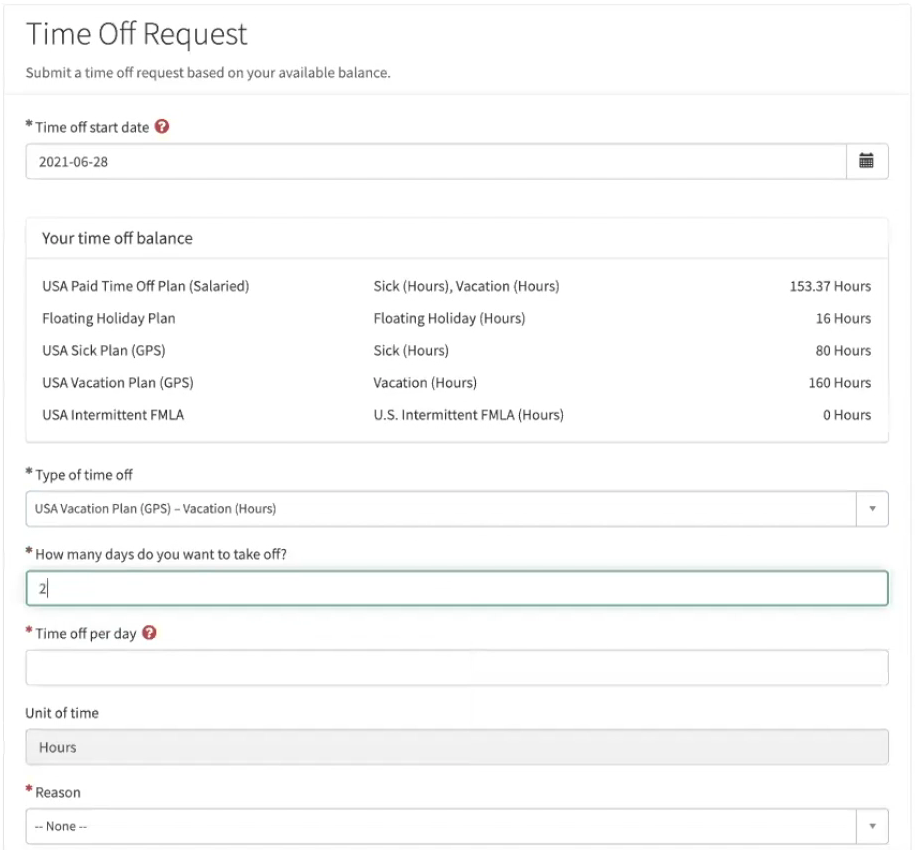 Time Off Request
Submit a time off request based on your available balance.
* Time off start date ?
2021-06-28
Your time off balance
USA Paid Time Off Plan (Salaried) Sick (Hours), Vacation (Hours) 153.37 Hours
Floating Holiday Plan Floating Holiday (Hours) 16 Hours
USA Sick Plan (GPS) Sick (Hours) 80 Hours
USA Vacation Plan (GPS) Vacation (Hours) 160 Hours
USA Intermittent FMLA U.S. Intermittent FMLA (Hours) 0 Hours
* Type of time off
USA Vacation Plan (GPS) – Vacation (Hours)
* How many days do you want to take off?
2
* Time off per day ?
Unit of time
Hours
* Reason
-- None --